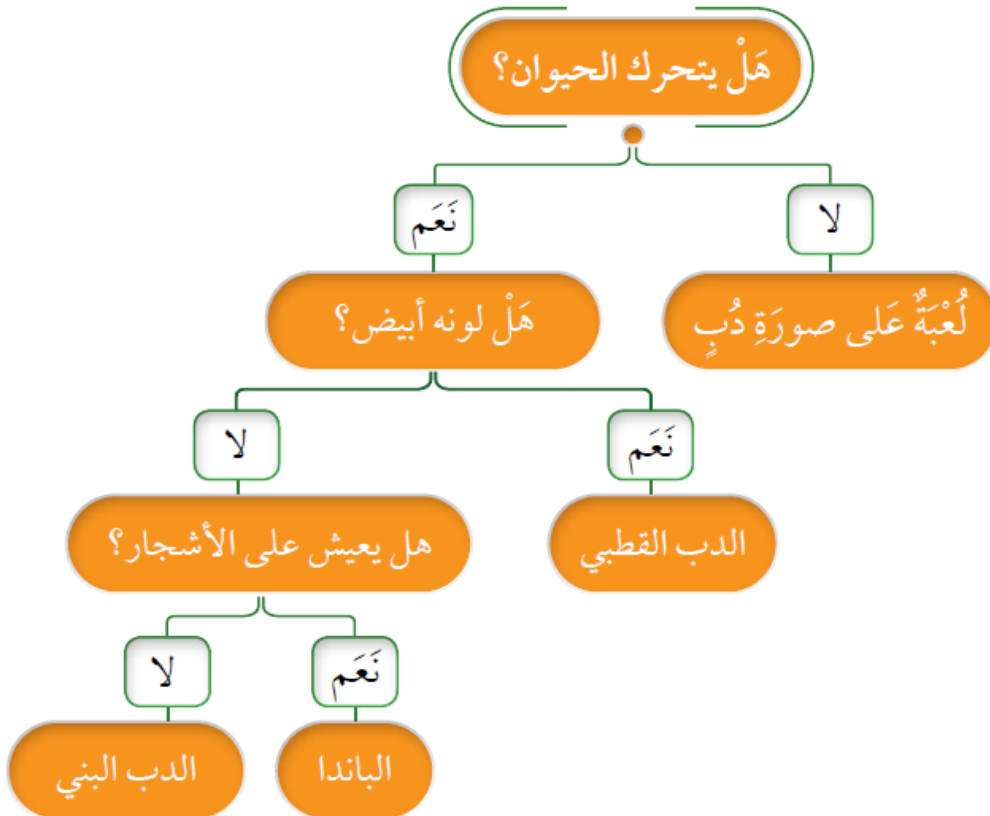 هَلْ يتحرك الحيوان؟
لا
نَعَم
لُعْبَةٌ عَلى صورَةِ دُبٍ
هَلْ لونه أبيض؟
نَعَم
لا
الدب القطبي
هل يعيش على الأشجار؟
نَعَم
لا
الباندا
الدب البني